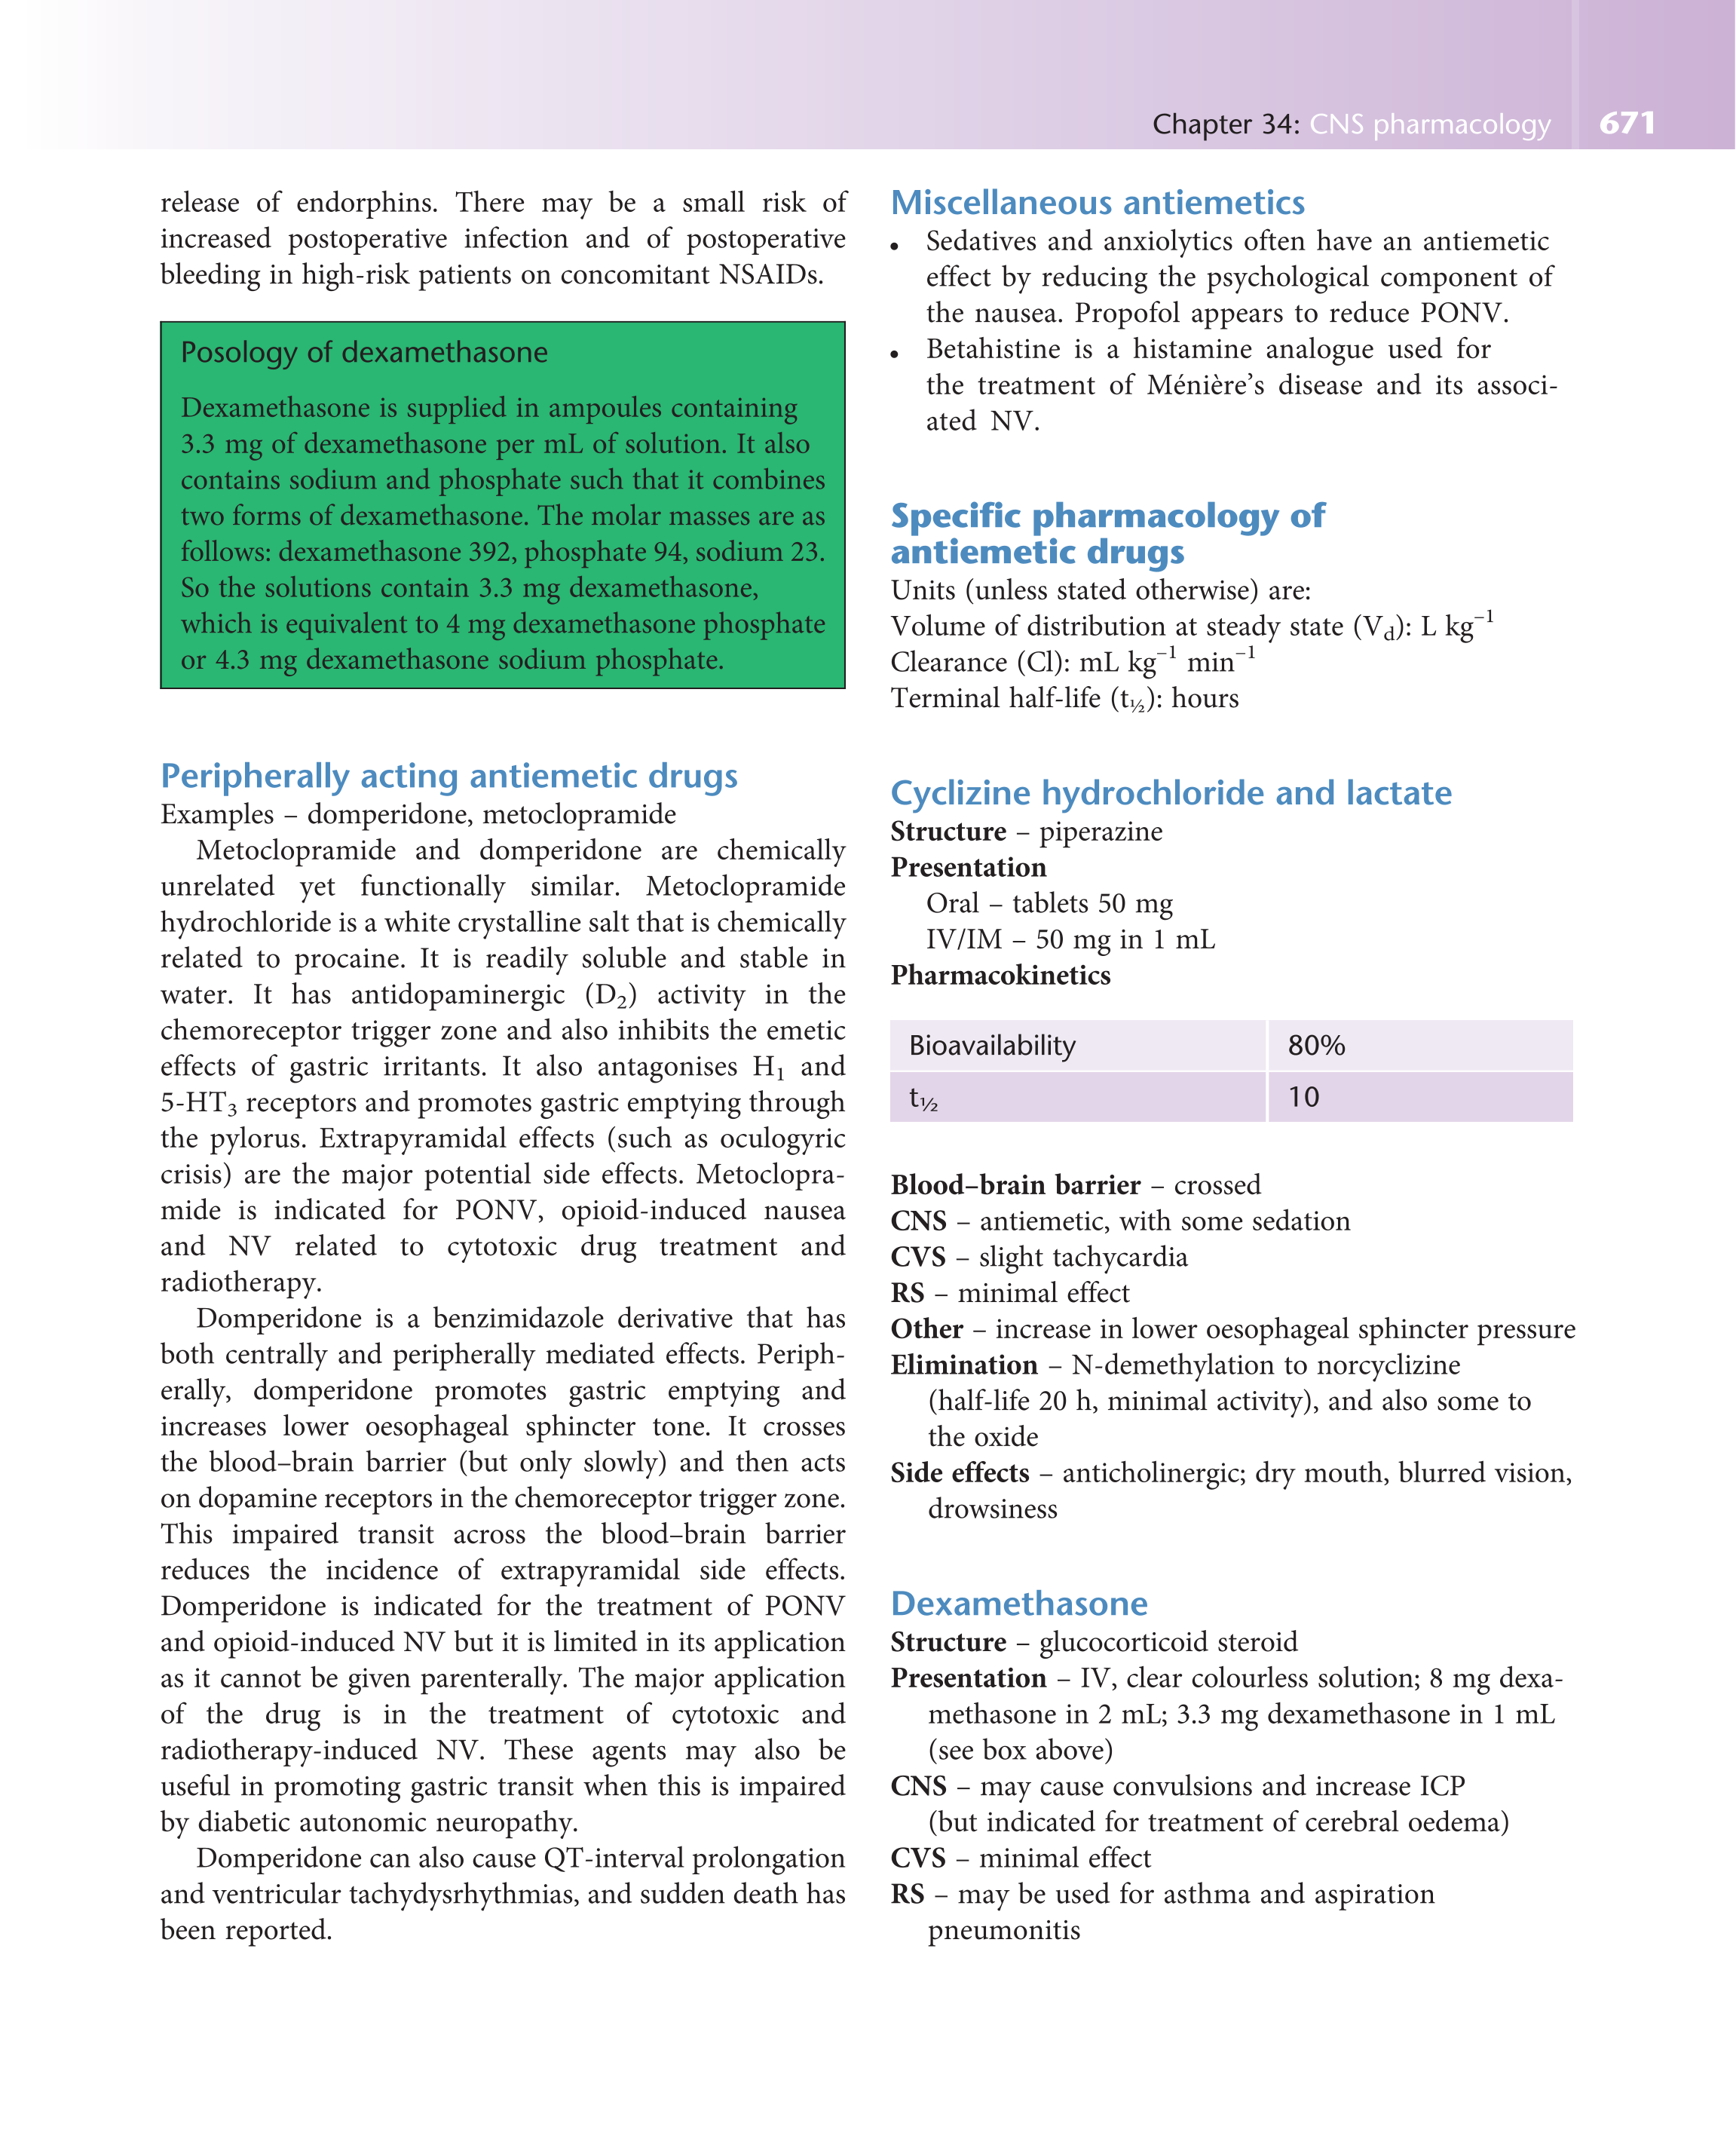 Chapter 34: CNS pharmacology 671
release of endorphins. There may be a small risk of
increased postoperative infection and of postoperative
bleeding in high-risk patients on concomitant NSAIDs.
Posology of dexamethasone
Dexamethasone is supplied in ampoules containing
3.3 mg of dexamethasone per mL of solution. It also
contains sodium and phosphate such that it combines
two forms of dexamethasone. The molar masses are as
follows: dexamethasone 392, phosphate 94, sodium 23.
So the solutions contain 3.3 mg dexamethasone,
which is equivalent to 4 mg dexamethasone phosphate
or 4.3 mg dexamethasone sodium phosphate.
Peripherally acting antiemetic drugs
Examples – domperidone, metoclopramide
Metoclopramide and domperidone are chemically
unrelated yet functionally similar. Metoclopramide
hydrochloride is a white crystalline salt that is chemically
related to procaine. It is readily soluble and stable in
water. It has antidopaminergic (D₂) activity in the
chemoreceptor trigger zone and also inhibits the emetic
effects of gastric irritants. It also antagonises H₁ and
5-HT₃ receptors and promotes gastric emptying through
the pylorus. Extrapyramidal effects (such as oculogyric
crisis) are the major potential side effects. Metoclopra-
mide is indicated for PONV, opioid-induced nausea
and NV related to cytotoxic drug treatment and
radiotherapy.
Domperidone is a benzimidazole derivative that has
both centrally and peripherally mediated effects. Periph-
erally, domperidone promotes gastric emptying and
increases lower oesophageal sphincter tone. It crosses
the blood–brain barrier (but only slowly) and then acts
on dopamine receptors in the chemoreceptor trigger zone.
This impaired transit across the blood–brain barrier
reduces the incidence of extrapyramidal side effects.
Domperidone is indicated for the treatment of PONV
and opioid-induced NV but it is limited in its application
as it cannot be given parenterally. The major application
of the drug is in the treatment of cytotoxic and
radiotherapy-induced NV. These agents may also be
useful in promoting gastric transit when this is impaired
by diabetic autonomic neuropathy.
Domperidone can also cause QT-interval prolongation
and ventricular tachydysrhythmias, and sudden death has
been reported.
Miscellaneous antiemetics
• Sedatives and anxiolytics often have an antiemetic
effect by reducing the psychological component of
the nausea. Propofol appears to reduce PONV.
• Betahistine is a histamine analogue used for
the treatment of Ménière’s disease and its associ-
ated NV.
Specific pharmacology of
antiemetic drugs
Units (unless stated otherwise) are:
Volume of distribution at steady state (V_d): L kg⁻¹
Clearance (Cl): mL kg⁻¹ min⁻¹
Terminal half-life (t½): hours
Cyclizine hydrochloride and lactate
Structure – piperazine
Presentation
Oral – tablets 50 mg
IV/IM – 50 mg in 1 mL
Pharmacokinetics
Bioavailability 80%
t½ 10
Blood–brain barrier – crossed
CNS – antiemetic, with some sedation
CVS – slight tachycardia
RS – minimal effect
Other – increase in lower oesophageal sphincter pressure
Elimination – N-demethylation to norcyclizine
(half-life 20 h, minimal activity), and also some to
the oxide
Side effects – anticholinergic; dry mouth, blurred vision,
drowsiness
Dexamethasone
Structure – glucocorticoid steroid
Presentation – IV, clear colourless solution; 8 mg dexa-
methasone in 2 mL; 3.3 mg dexamethasone in 1 mL
(see box above)
CNS – may cause convulsions and increase ICP
(but indicated for treatment of cerebral oedema)
CVS – minimal effect
RS – may be used for asthma and aspiration
pneumonitis